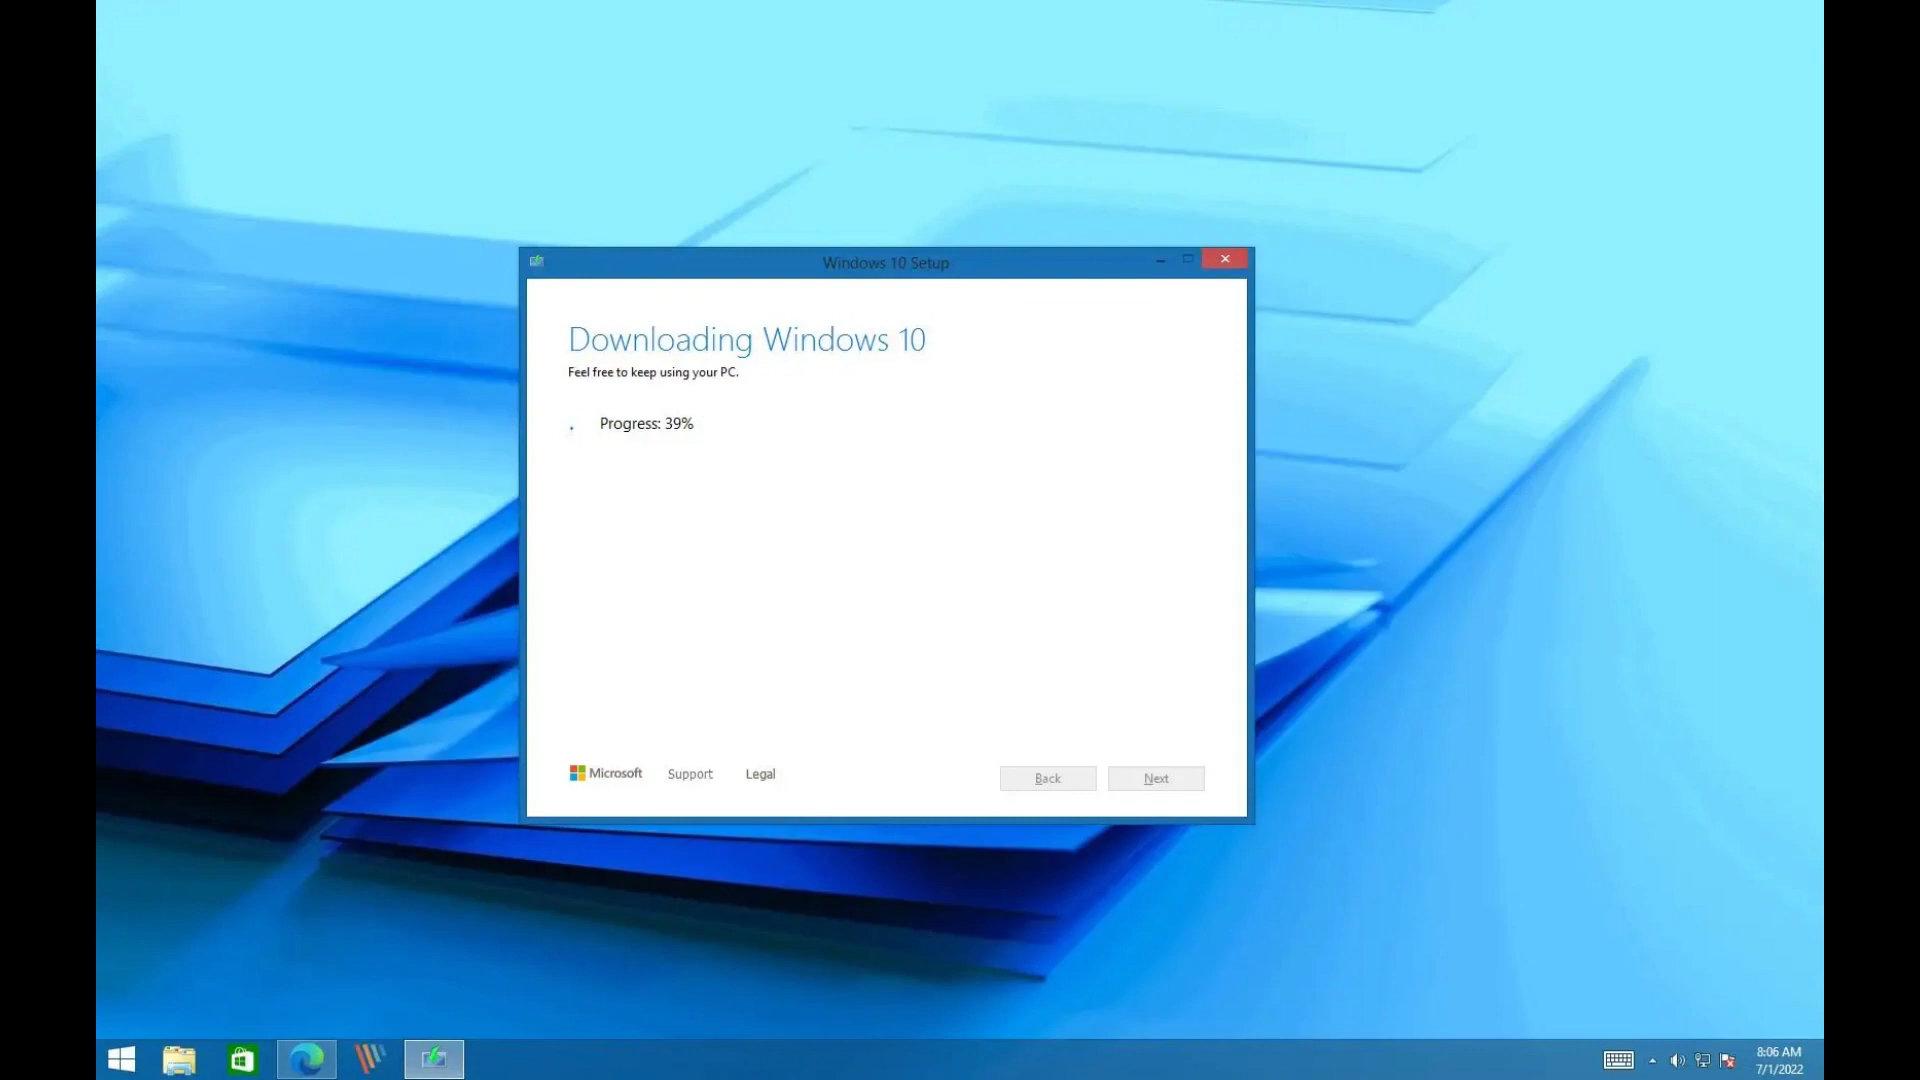 Windows 10 Setup
Downloading Windows 10
Feel free to keep using your PC.
Progress: 39%
Microsoft
Support
Legal
Back
Next
8:06 AM
7/1/2022